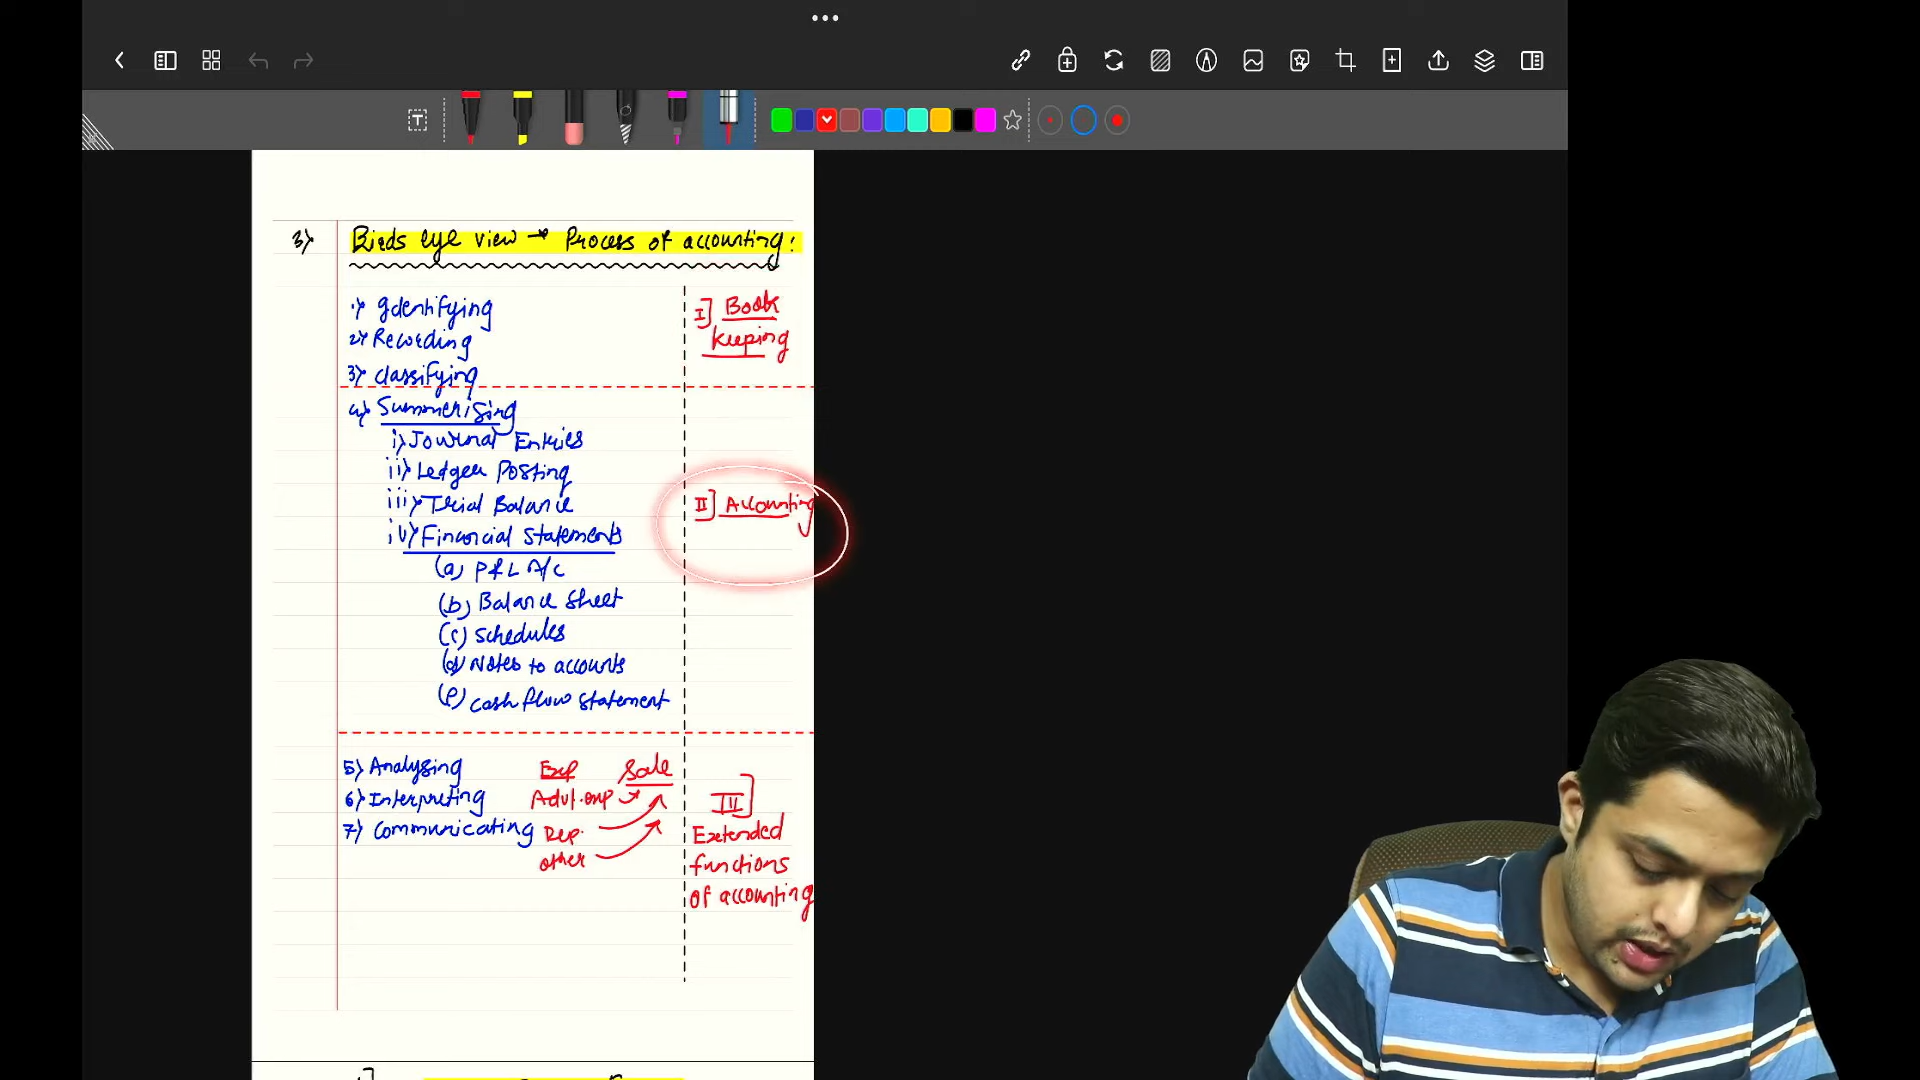 3) Birds eye view → Process of accounting:
1) Identifying
2) Recording
3) classifying
I] Book
keeping
4) Summerising
i) Journal Entries
ii) Ledger Posting
iii) Trial Balance
iv) Financial Statements
(a) P&L A/c
(b) Balance Sheet
(c) Schedules
(d) Notes to accounts
(e) cash flow statement
II] Accounting
5) Analysing
6) Interpreting
7) Communicating
Exp Sale
Advt. exp
Dep.
other
III]
Extended
functions
of accounting